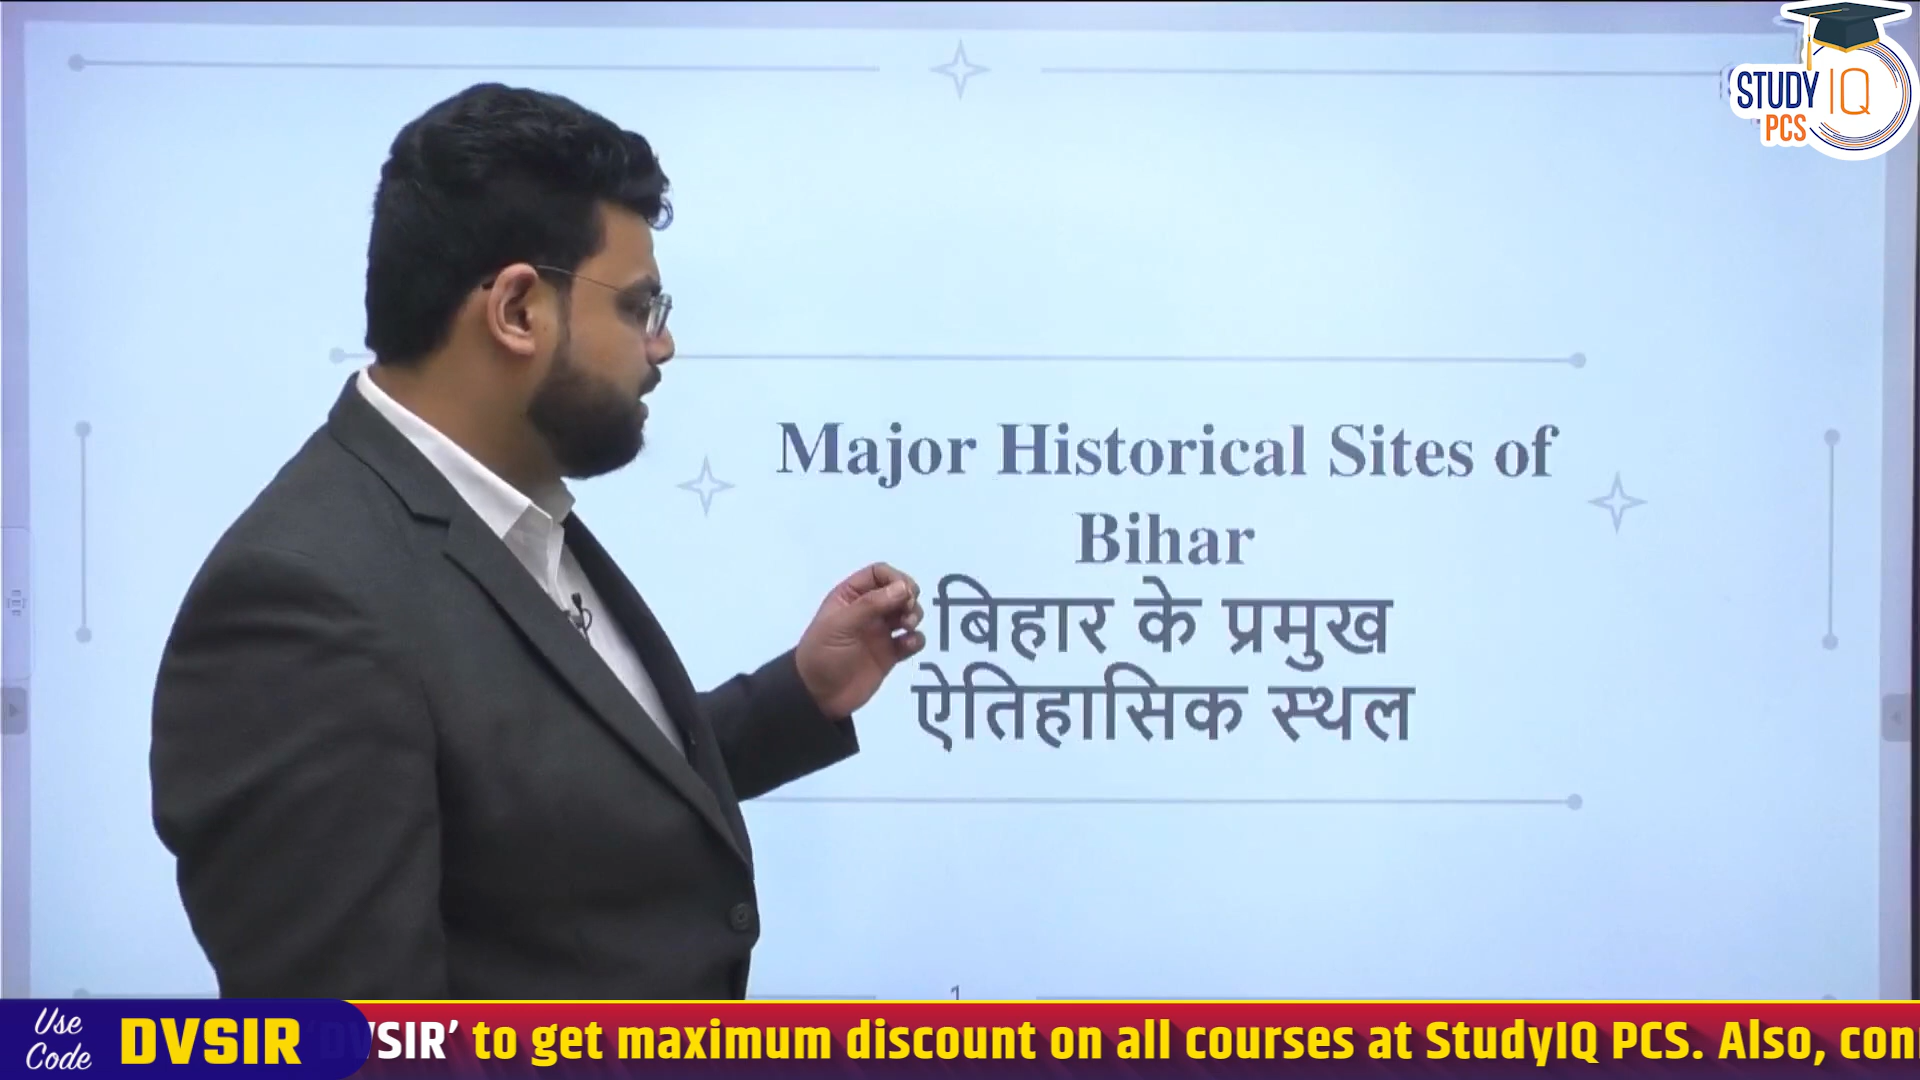 STUDY IQ
PCS
Major Historical Sites of
Bihar
बिहार के प्रमुख
ऐतिहासिक स्थल
1
Use
Code
DVSIR
'DVSIR’ to get maximum discount on all courses at StudyIQ PCS. Also, con